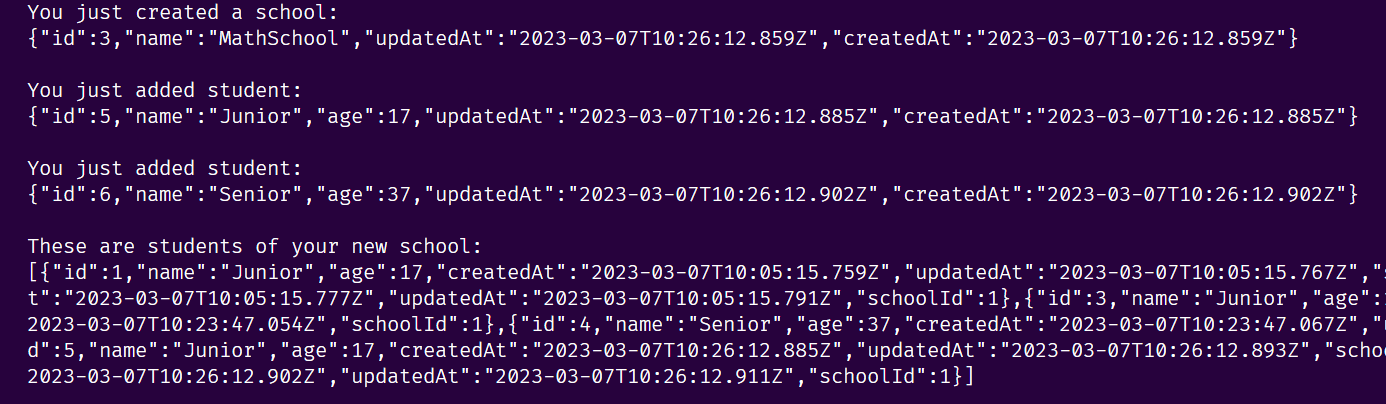 You just created a school:
{"id":3,"name":"MathSchool","updatedAt":"2023-03-07T10:26:12.859Z","createdAt":"2023-03-07T10:26:12.859Z"}
You just added student:
{"id":5,"name":"Junior","age":17,"updatedAt":"2023-03-07T10:26:12.885Z","createdAt":"2023-03-07T10:26:12.885Z"}
You just added student:
{"id":6,"name":"Senior","age":37,"updatedAt":"2023-03-07T10:26:12.902Z","createdAt":"2023-03-07T10:26:12.902Z"}
These are students of your new school:
[{"id":1,"name":"Junior","age":17,"createdAt":"2023-03-07T10:05:15.759Z","updatedAt":"2023-03-07T10:05:15.767Z","
t":"2023-03-07T10:05:15.777Z","updatedAt":"2023-03-07T10:05:15.791Z","schoolId":1},{"id":3,"name":"Junior","age":
2023-03-07T10:23:47.054Z","schoolId":1},{"id":4,"name":"Senior","age":37,"createdAt":"2023-03-07T10:23:47.067Z","
d":5,"name":"Junior","age":17,"createdAt":"2023-03-07T10:26:12.885Z","updatedAt":"2023-03-07T10:26:12.893Z","scho
2023-03-07T10:26:12.902Z","updatedAt":"2023-03-07T10:26:12.911Z","schoolId":1}]